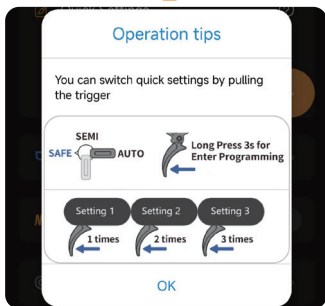 Operation tips
You can switch quick settings by pulling
the trigger
SEMI
SAFE
AUTO
Long Press 3s for
Enter Programming
Setting 1
Setting 2
Setting 3
1 times
2 times
3 times
OK